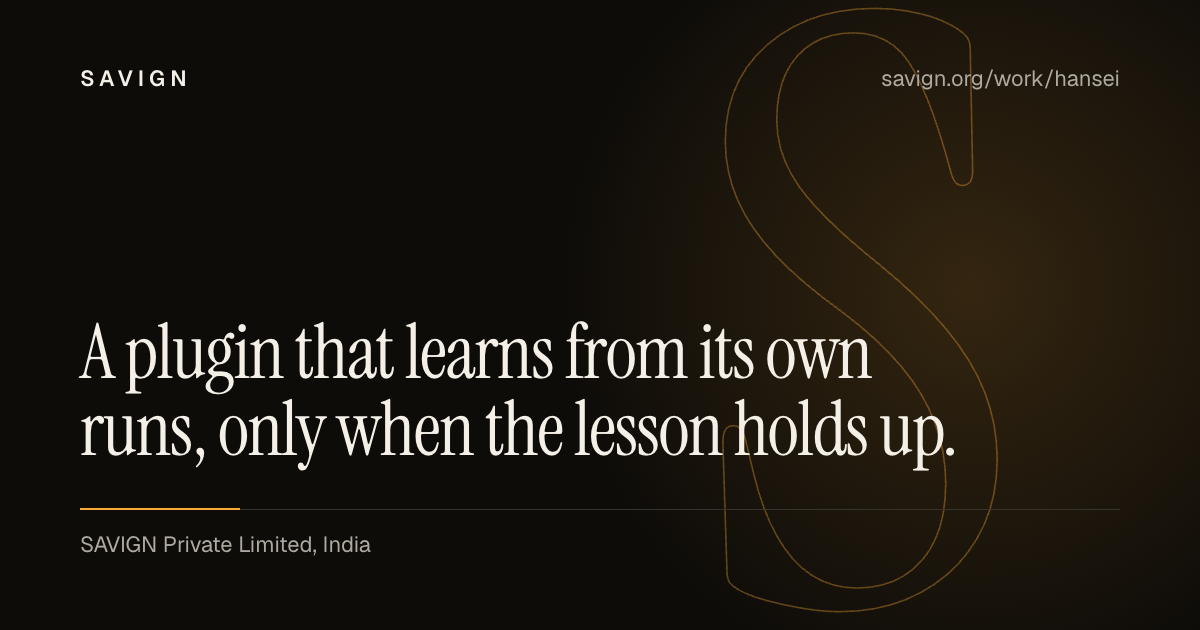 SAVIGN
savign.org/work/hansei
A plugin that learns from its own
runs, only when the lesson holds up.
SAVIGN Private Limited, India